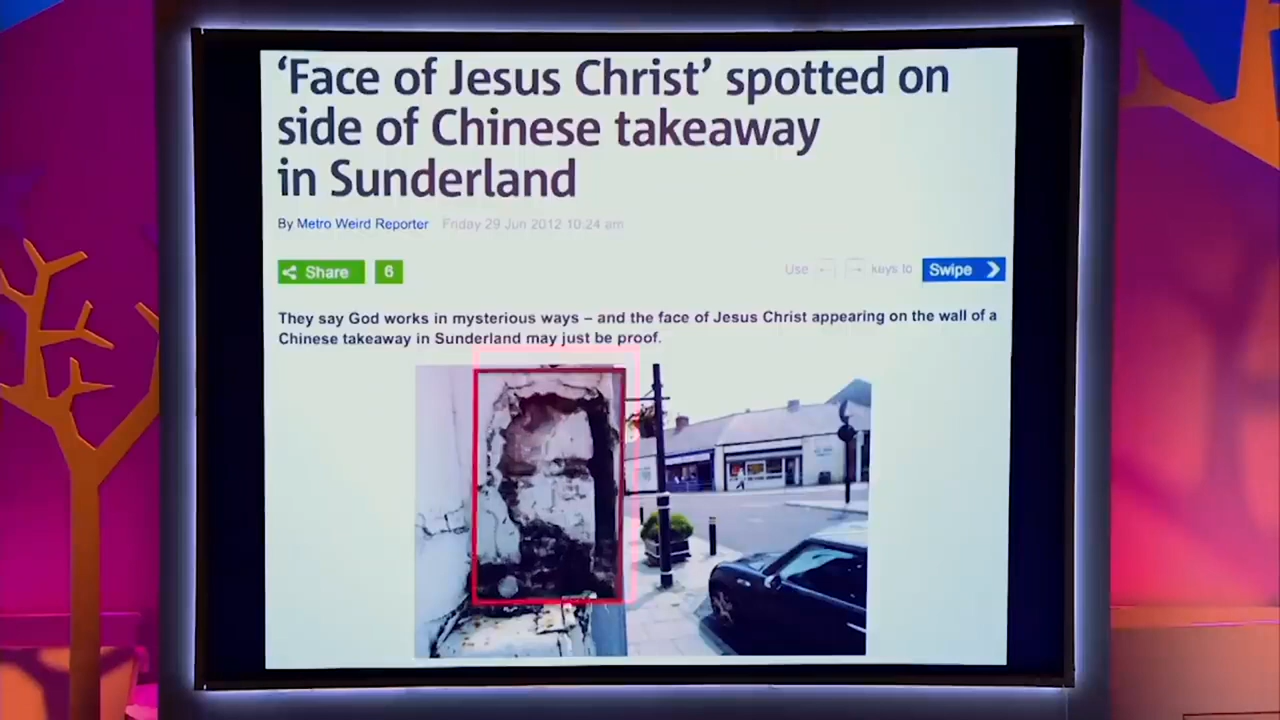 ‘Face of Jesus Christ’ spotted on
side of Chinese takeaway
in Sunderland
By Metro Weird Reporter Friday 29 Jun 2012 10.24 am
Share 6 Use ← → keys to Swipe
They say God works in mysterious ways – and the face of Jesus Christ appearing on the wall of a
Chinese takeaway in Sunderland may just be proof.